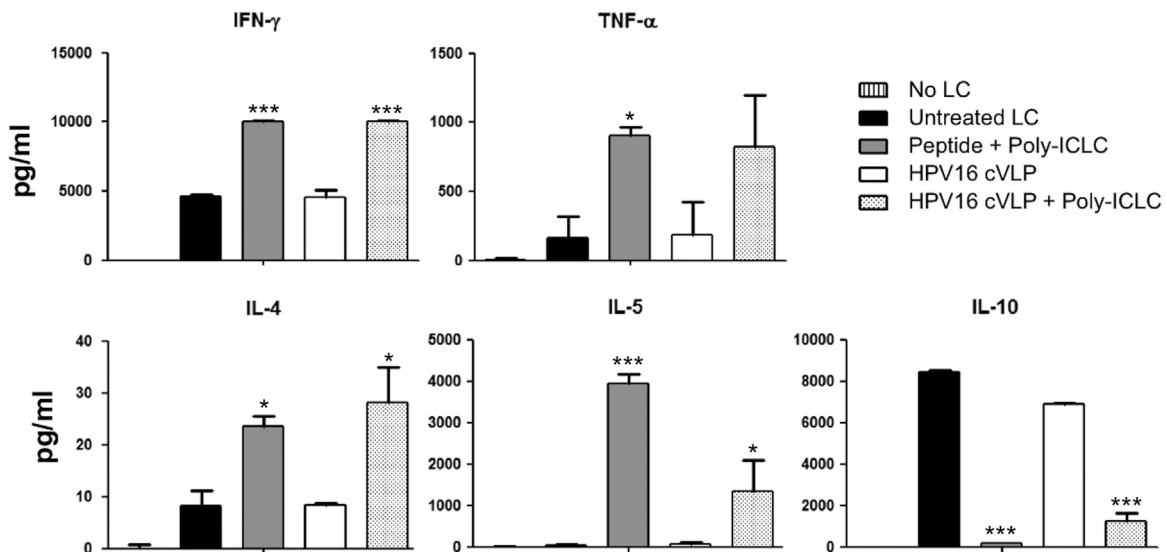 IFN-γ
15000
10000
5000
0
pg/ml
*** ***
TNF-α
1500
1000
500
0
*
No LC
Untreated LC
Peptide + Poly-ICLC
HPV16 cVLP
HPV16 cVLP + Poly-ICLC
IL-4
40
30
20
10
0
pg/ml
* *
IL-5
5000
4000
3000
2000
1000
0
*** *
IL-10
10000
8000
6000
4000
2000
0
*** ***